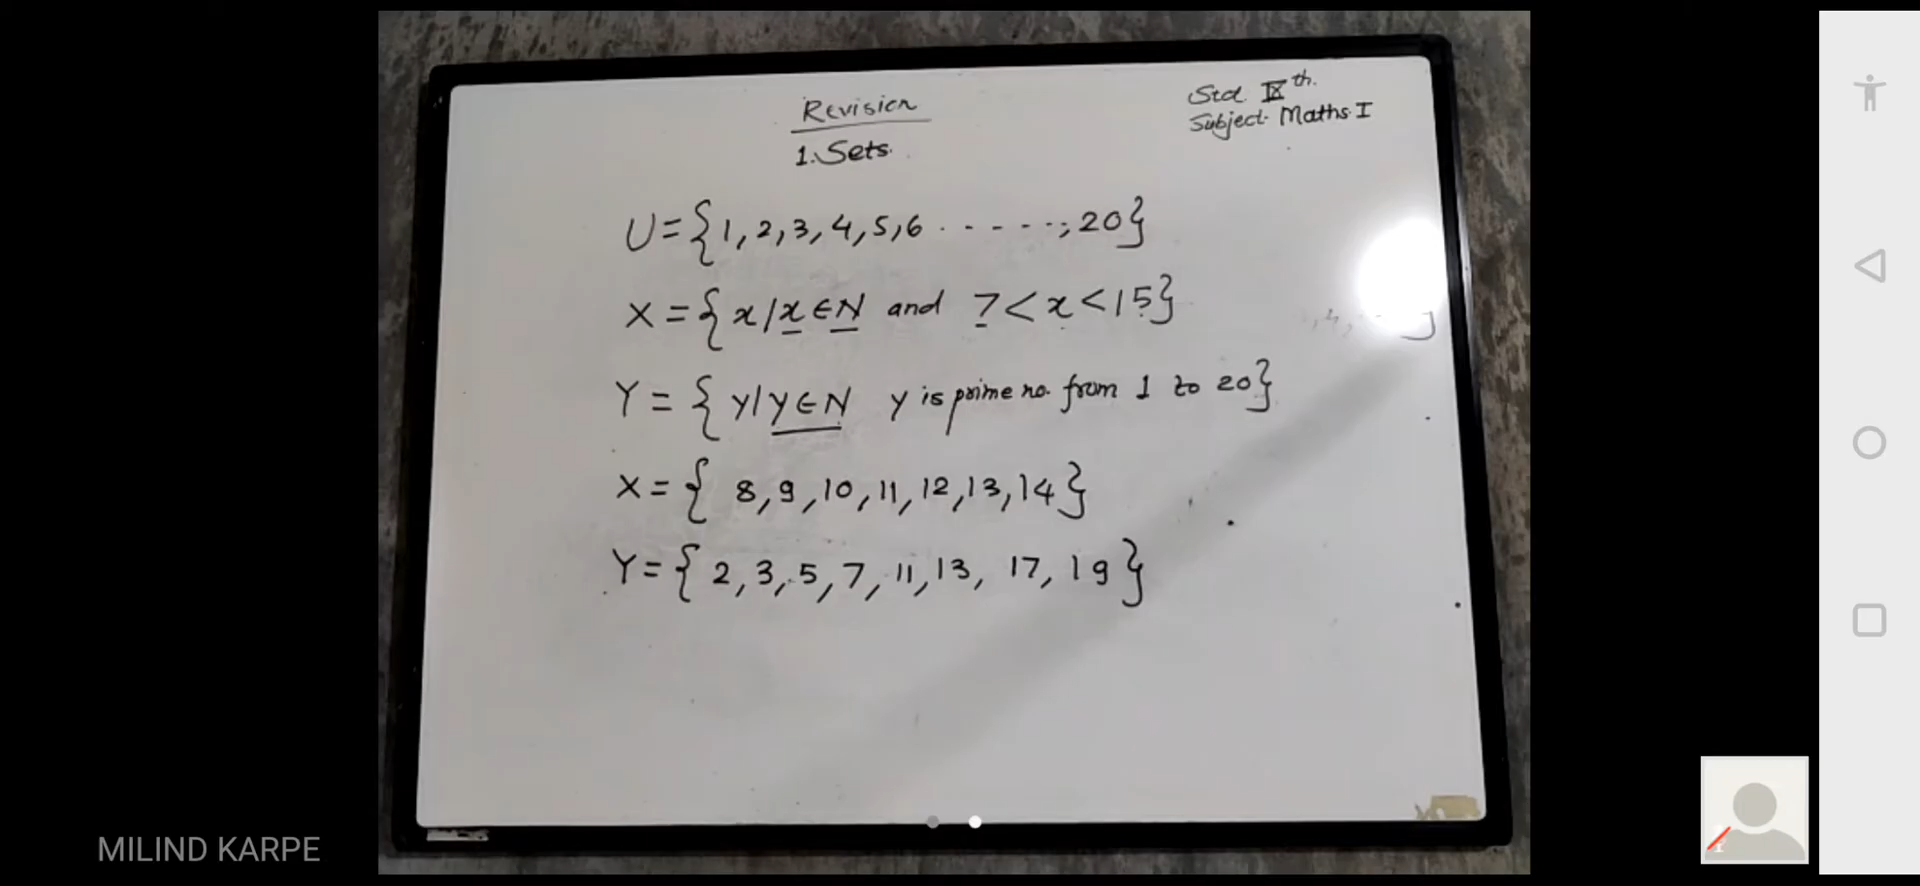 Revision
Std. IXth.
Subject- Maths-I
1. Sets.
U = {1, 2, 3, 4, 5, 6 ......, 20}
X = {x/x ∈ N and 7 < x < 15}
Y = {y/y ∈ N y is prime no. from 1 to 20}
X = { 8, 9, 10, 11, 12, 13, 14}
Y = { 2, 3, 5, 7, 11, 13, 17, 19}
MILIND KARPE